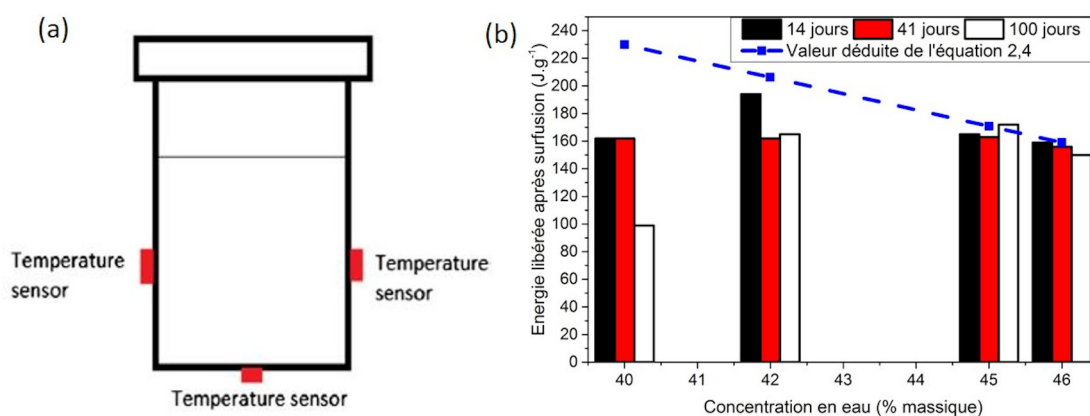 (a)
Temperature
sensor
Temperature
sensor
Temperature sensor
(b)
14 jours 41 jours 100 jours
Valeur déduite de l'équation 2,4
Energie libérée après surfusion (J.g⁻¹)
240
220
200
180
160
140
120
100
80
60
40
20
0
40 41 42 43 44 45 46
Concentration en eau (% massique)